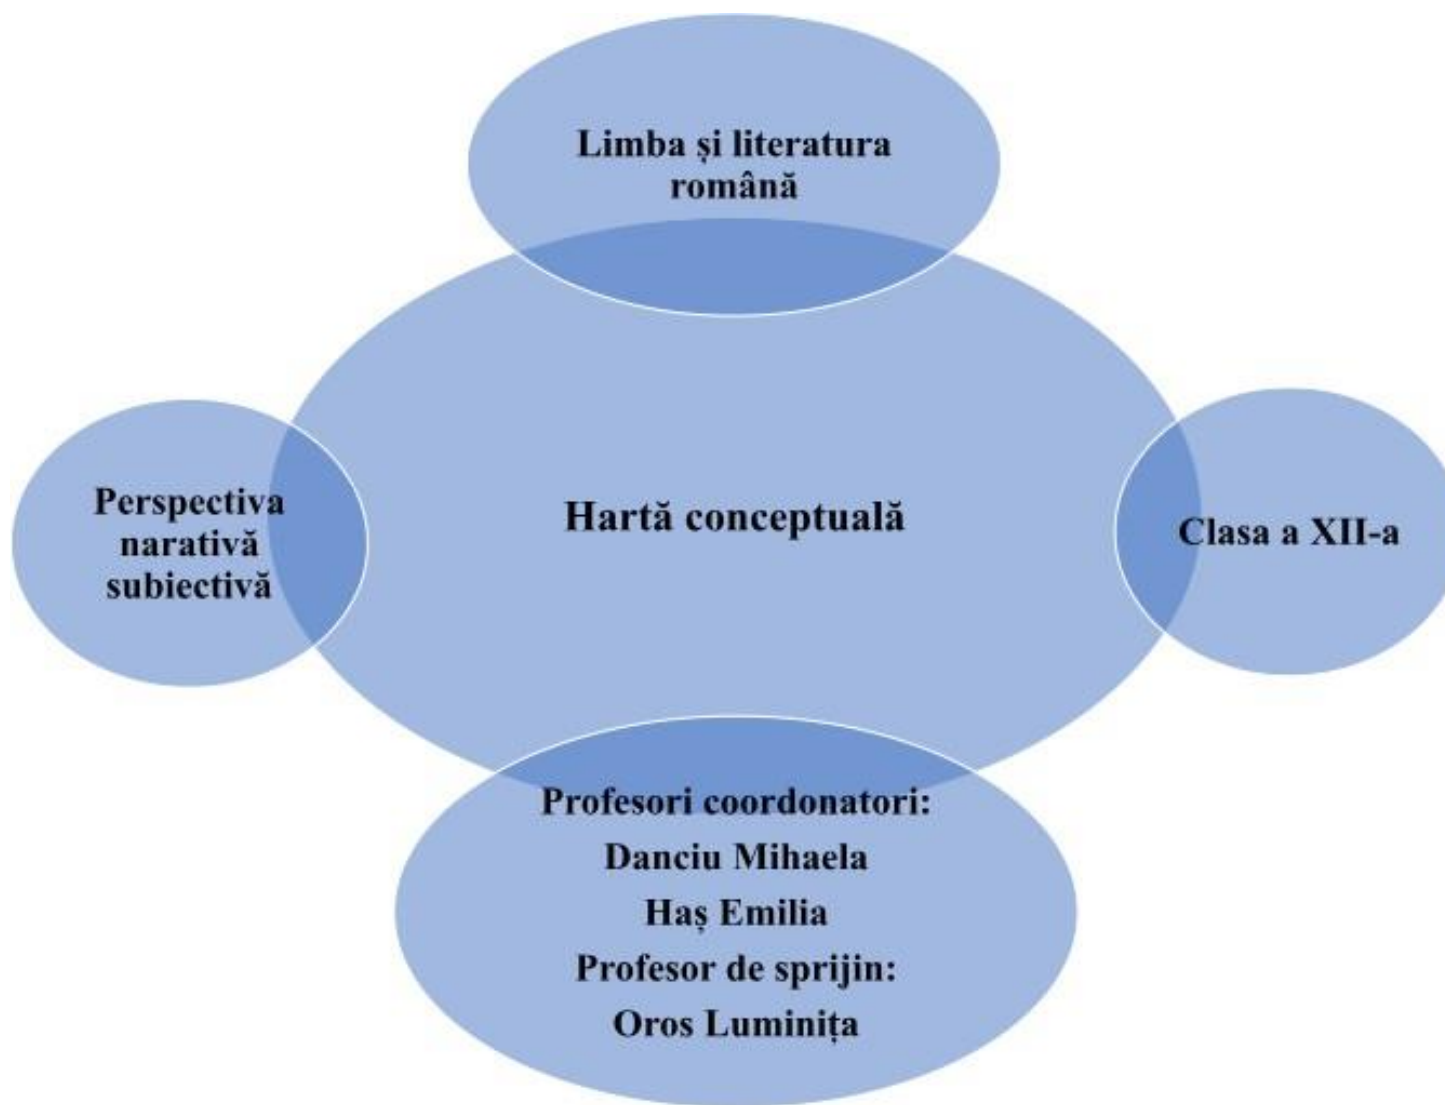 Limba și literatura
română
Perspectiva
narativă
subiectivă
Hartă conceptuală
Clasa a XII-a
Profesori coordonatori:
Danciu Mihaela
Haș Emilia
Profesor de sprijin:
Oros Luminița